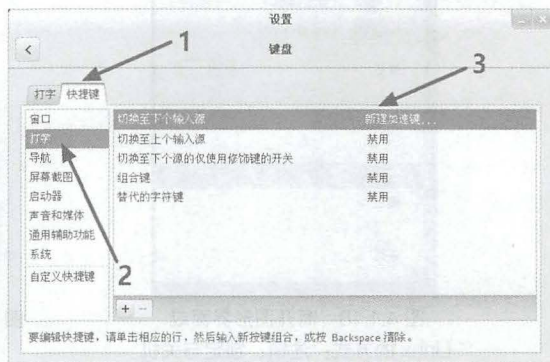 设置
键盘
1
3
打字 快捷键
窗口
打字
导航
屏幕截图
启动器
声音和媒体
通用辅助功能
系统
自定义快捷键
2
切换至下个输入源 新建加速键...
切换至上个输入源 禁用
切换至下个源的仅使用修饰键的开关 禁用
组合键 禁用
替代的字符键 禁用
+ −
要编辑快捷键，请单击相应的行，然后输入新按键组合，或按 Backspace 清除。